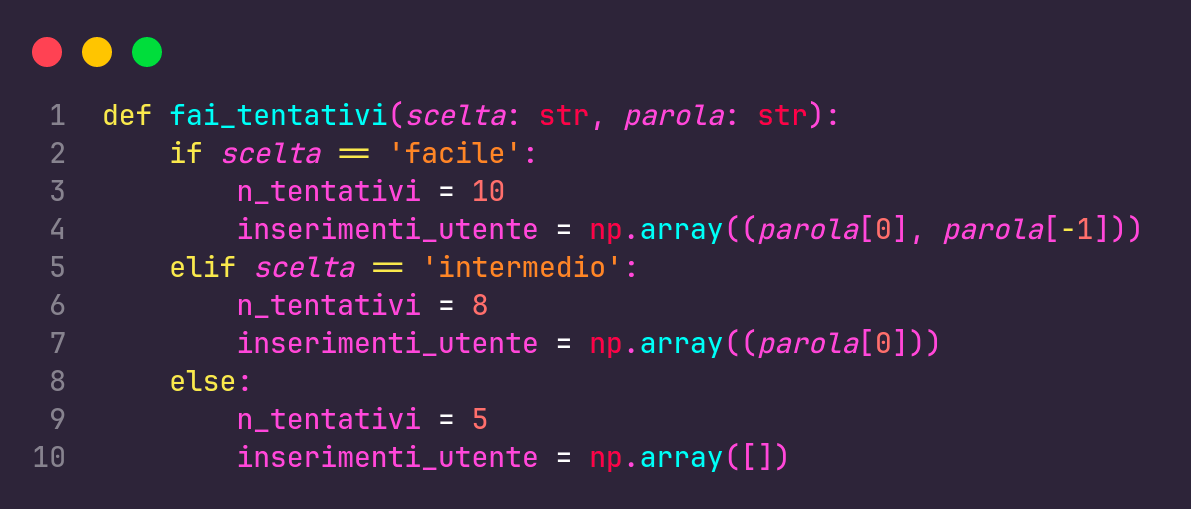 1 def fai_tentativi(scelta: str, parola: str):
2     if scelta == 'facile':
3         n_tentativi = 10
4         inserimenti_utente = np.array((parola[0], parola[-1]))
5     elif scelta == 'intermedio':
6         n_tentativi = 8
7         inserimenti_utente = np.array((parola[0]))
8     else:
9         n_tentativi = 5
10         inserimenti_utente = np.array([])